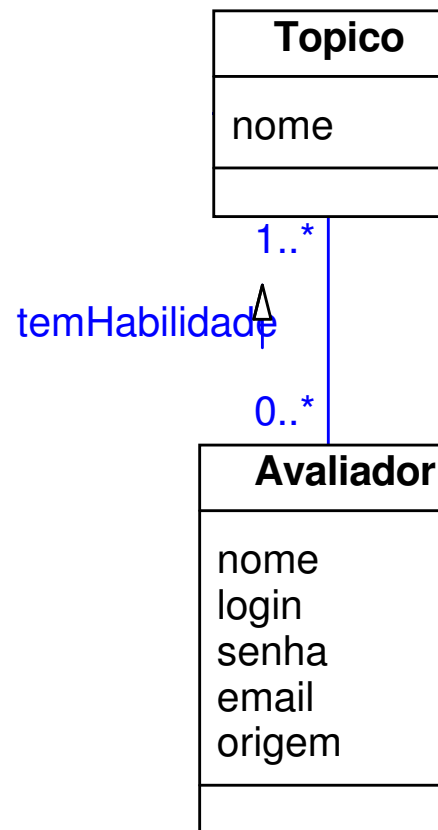 Topico
nome
1..*
temHabilidade
0..*
Avaliador
nome
login
senha
email
origem